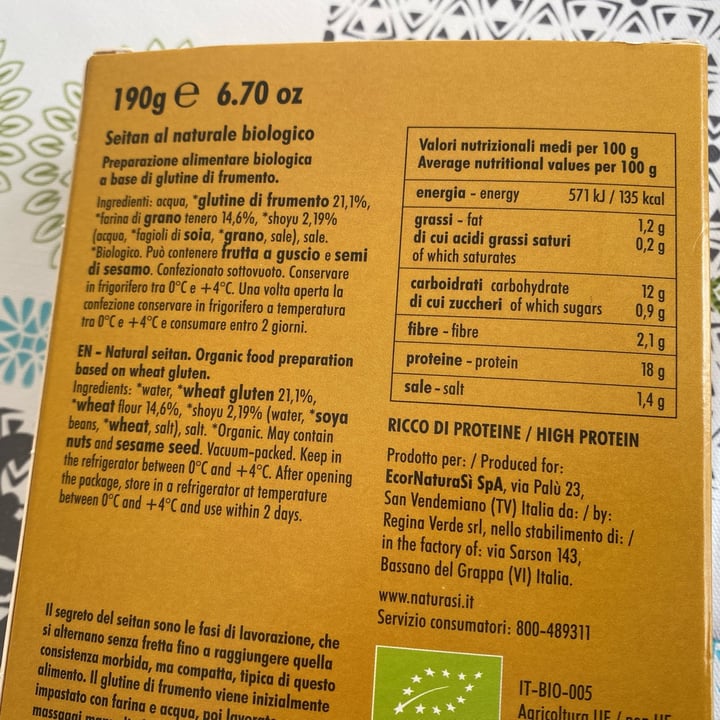 190g e 6.70 oz
Seitan al naturale biologico
Preparazione alimentare biologica
a base di glutine di frumento.
Ingredienti: acqua, *glutine di frumento 21,1%,
*farina di grano tenero 14,6%, *shoyu 2,19%
(acqua, *fagioli di soia, *grano, sale), sale.
*Biologico. Può contenere frutta a guscio e semi
di sesamo. Confezionato sottovuoto. Conservare
in frigorifero tra 0°C e +4°C. Una volta aperta la
confezione conservare in frigorifero a temperatura
tra 0°C e +4°C e consumare entro 2 giorni.
EN - Natural seitan. Organic food preparation
based on wheat gluten.
Ingredients: *water, *wheat gluten 21,1%,
*wheat flour 14,6%, *shoyu 2,19% (water, *soya
beans, *wheat, salt), salt. *Organic. May contain
nuts and sesame seed. Vacuum-packed. Keep in
the refrigerator between 0°C and +4°C. After opening
the package, store in a refrigerator at temperature
between 0°C and +4°C and use within 2 days.
Il segreto del seitan sono le fasi di lavorazione, che
si alternano senza fretta fino a raggiungere quella
consistenza morbida, ma compatta, tipica di questo
alimento. Il glutine di frumento viene inizialmente
impastato con farina e acqua, poi
Valori nutrizionali medi per 100 g
Average nutritional values per 100 g
energia - energy 571 kJ / 135 kcal
grassi - fat 1,2 g
di cui acidi grassi saturi 0,2 g
of which saturates
carboidrati carbohydrate 12 g
di cui zuccheri of which sugars 0,9 g
fibre - fibre 2,1 g
proteine - protein 18 g
sale - salt 1,4 g
RICCO DI PROTEINE / HIGH PROTEIN
Prodotto per: / Produced for:
EcorNaturaSì SpA, via Palù 23,
San Vendemiano (TV) Italia da: / by:
Regina Verde srl, nello stabilimento di: /
in the factory of: via Sarson 143,
Bassano del Grappa (VI) Italia.
www.naturasi.it
Servizio consumatori: 800-489311
IT-BIO-005
Agricoltura UE /